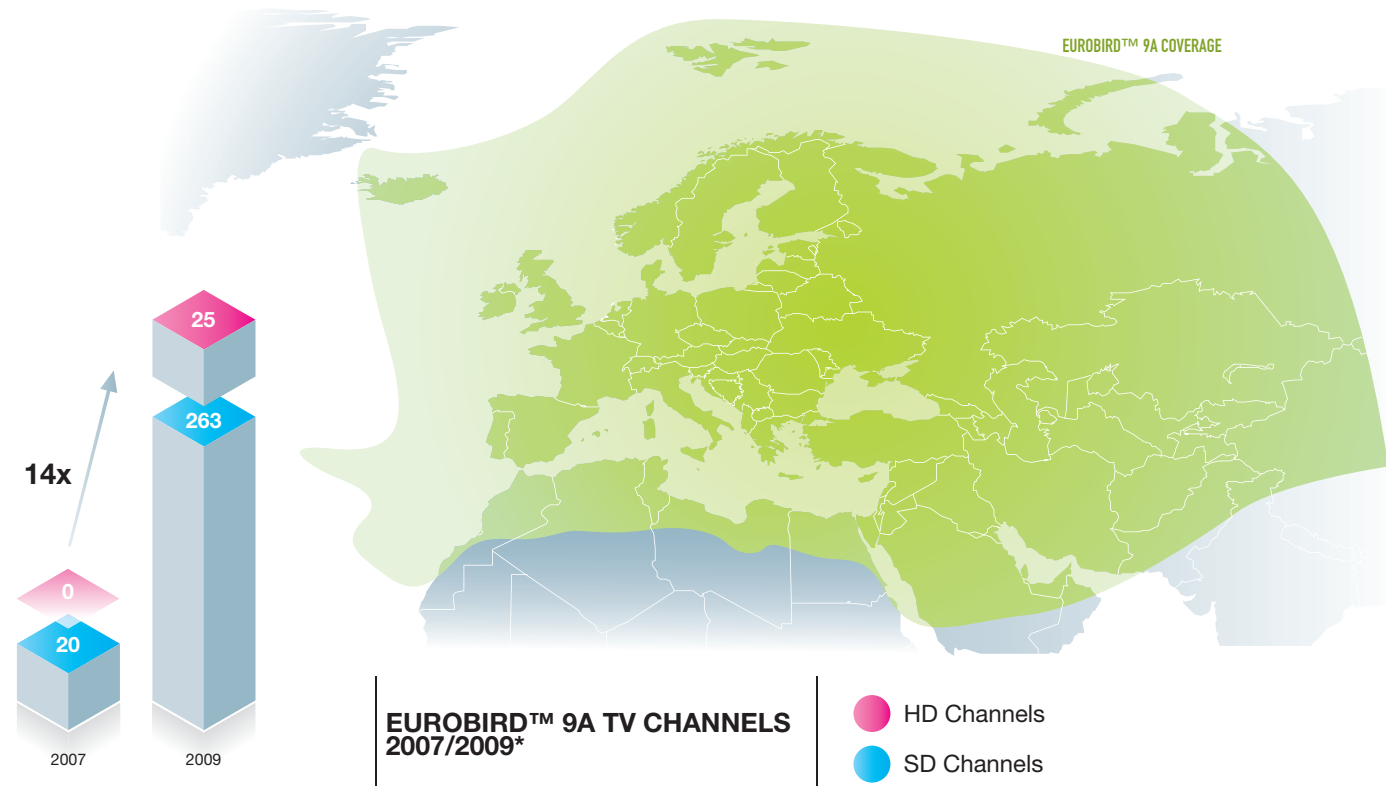 EUROBIRD™ 9A COVERAGE
25
263
14x
0
20
2007
2009
EUROBIRD™ 9A TV CHANNELS
2007/2009*
HD Channels
SD Channels